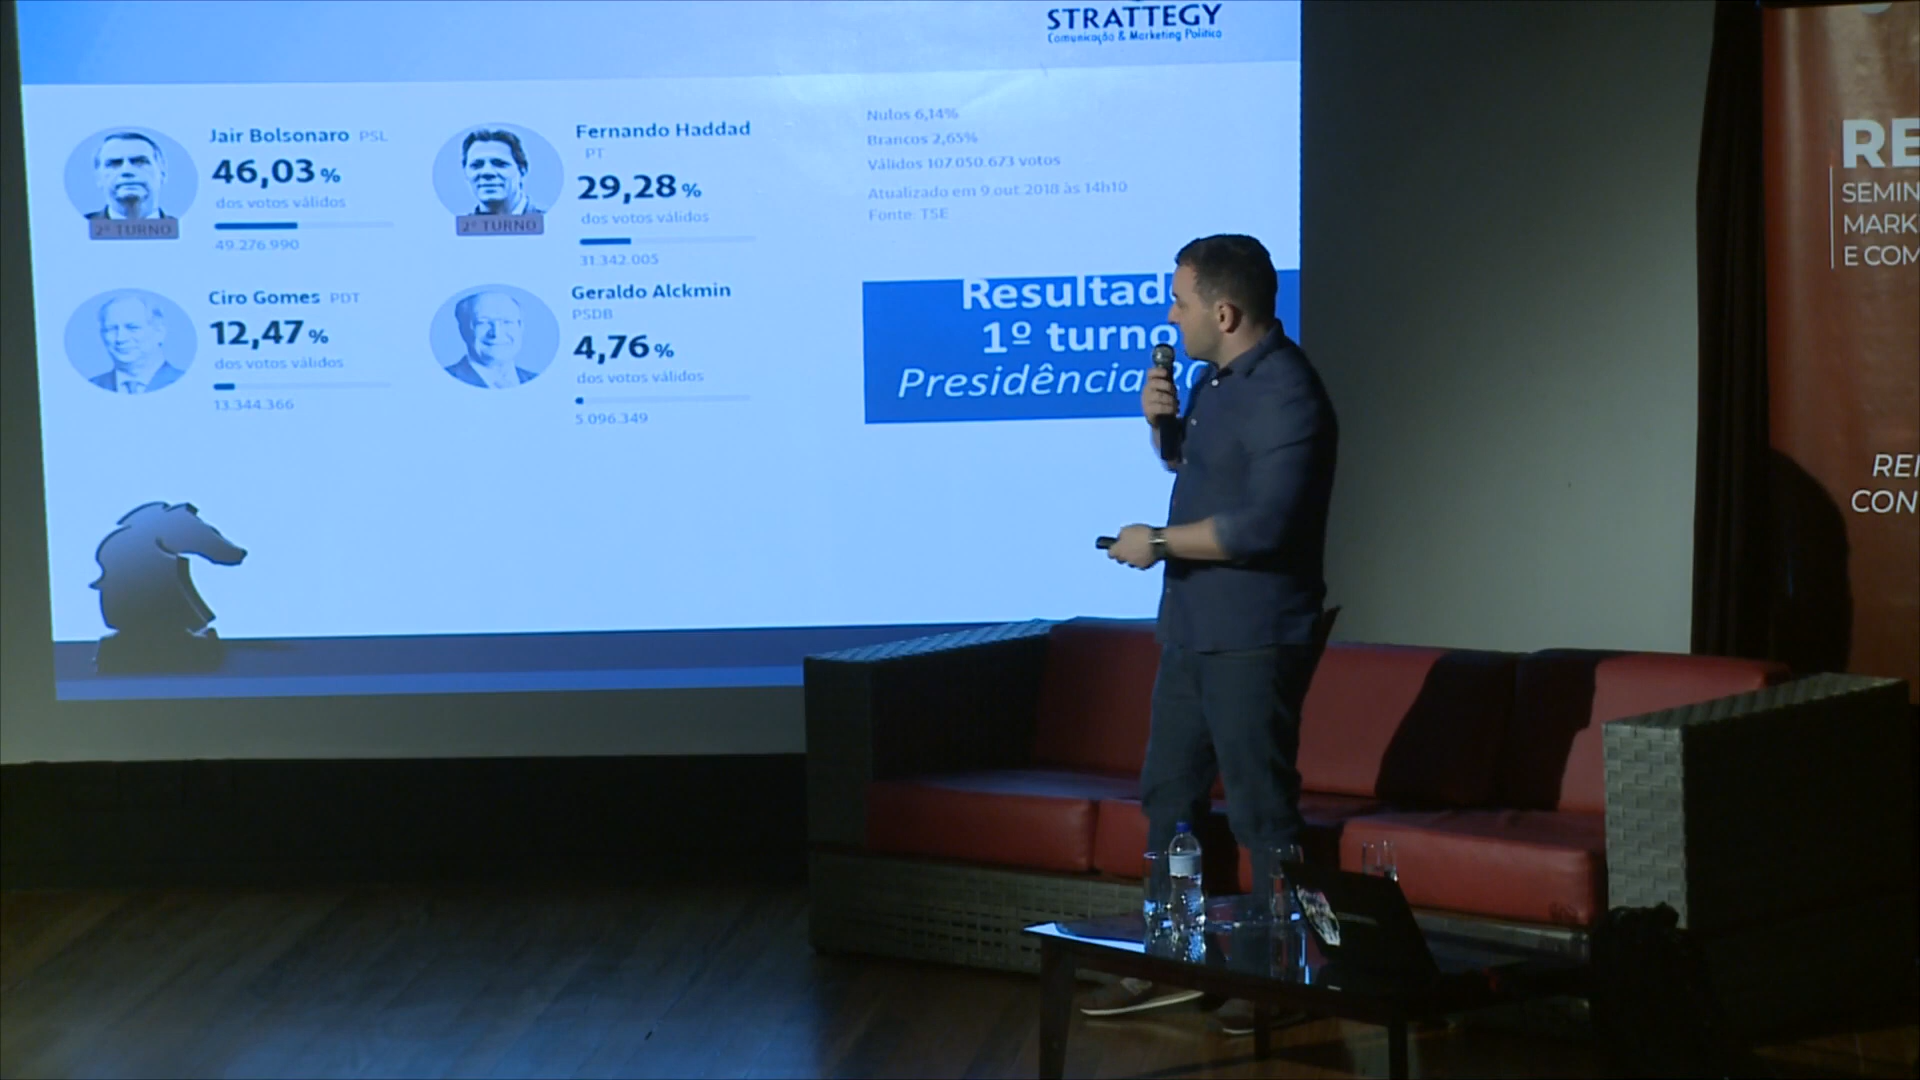 STRATTEGY
Comunicação & Marketing Político
Jair Bolsonaro PSL
46,03 %
dos votos válidos
49.276.990
2º TURNO
Fernando Haddad
PT
29,28 %
dos votos válidos
31.342.005
2º TURNO
Ciro Gomes PDT
12,47 %
dos votos válidos
13.344.366
Geraldo Alckmin
PSDB
4,76 %
dos votos válidos
5.096.349
Nulos 6,14%
Brancos 2,65%
Válidos 107.050.673 votos
Atualizado em 9.out.2018 às 14h10
Fonte: TSE
Resultad
1º turno
Presidência 20
RE
SEMIN
MARK
E COM
REI
CON